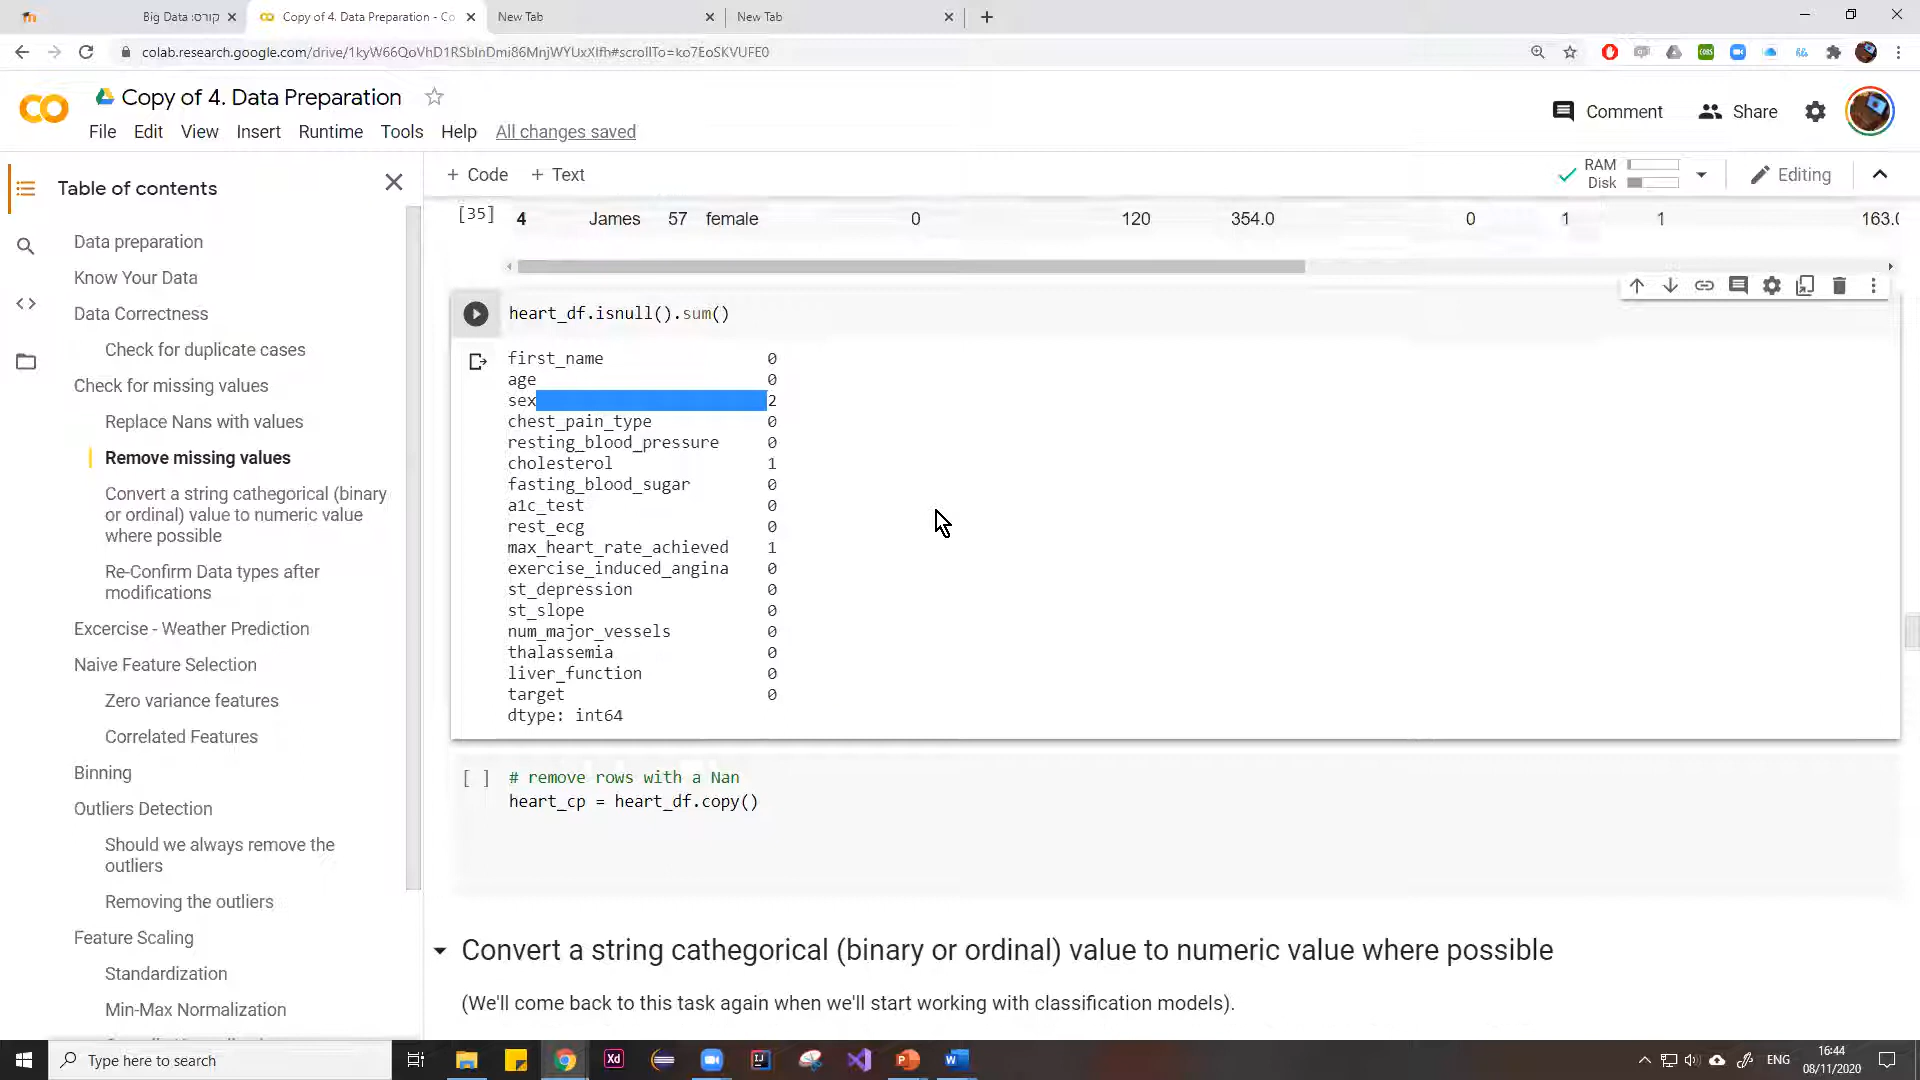 Big Data :קורס
Copy of 4. Data Preparation - Co
New Tab
New Tab
colab.research.google.com/drive/1kyW66QoVhD1RSbInDmi86MnjWYUxXlfh#scrollTo=ko7EoSKVUFE0
Copy of 4. Data Preparation
Comment
Share
File Edit View Insert Runtime Tools Help All changes saved
Table of contents
+ Code + Text
RAM
Disk
Editing
Data preparation
Know Your Data
Data Correctness
Check for duplicate cases
Check for missing values
Replace Nans with values
Remove missing values
Convert a string cathegorical (binary
or ordinal) value to numeric value
where possible
Re-Confirm Data types after
modifications
Excercise - Weather Prediction
Naive Feature Selection
Zero variance features
Correlated Features
Binning
Outliers Detection
Should we always remove the
outliers
Removing the outliers
Feature Scaling
Standardization
Min-Max Normalization
[35] 4 James 57 female 0 120 354.0 0 1 1 163.0
heart_df.isnull().sum()
first_name 0
age 0
sex 2
chest_pain_type 0
resting_blood_pressure 0
cholesterol 1
fasting_blood_sugar 0
a1c_test 0
rest_ecg 0
max_heart_rate_achieved 1
exercise_induced_angina 0
st_depression 0
st_slope 0
num_major_vessels 0
thalassemia 0
liver_function 0
target 0
dtype: int64
[ ] # remove rows with a Nan
heart_cp = heart_df.copy()
Convert a string cathegorical (binary or ordinal) value to numeric value where possible
(We'll come back to this task again when we'll start working with classification models).
Type here to search
Xd
IJ
ENG
16:44
08/11/2020